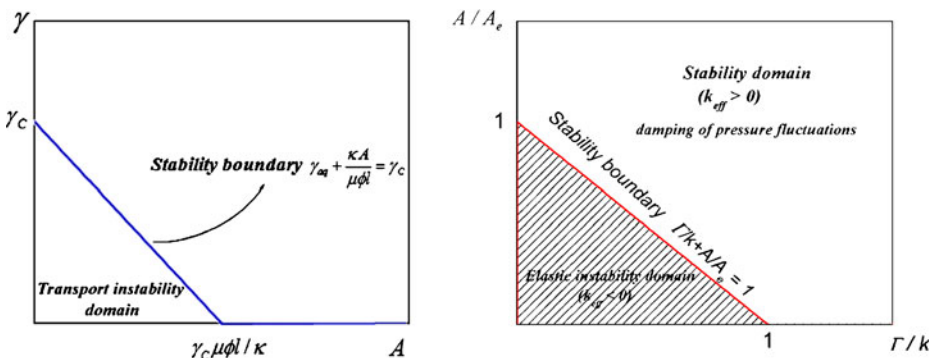 γ
γ_C
Stability boundary γ_aq + κA/μϕl = γ_C
Transport instability
domain
γ_C μϕl / κ
A
A / A_e
1
Stability domain
(k_eff > 0)
damping of pressure fluctuations
Stability boundary Γ/k+A/A_e = 1
Elastic instability domain
(k_eff < 0)
1
Γ / k